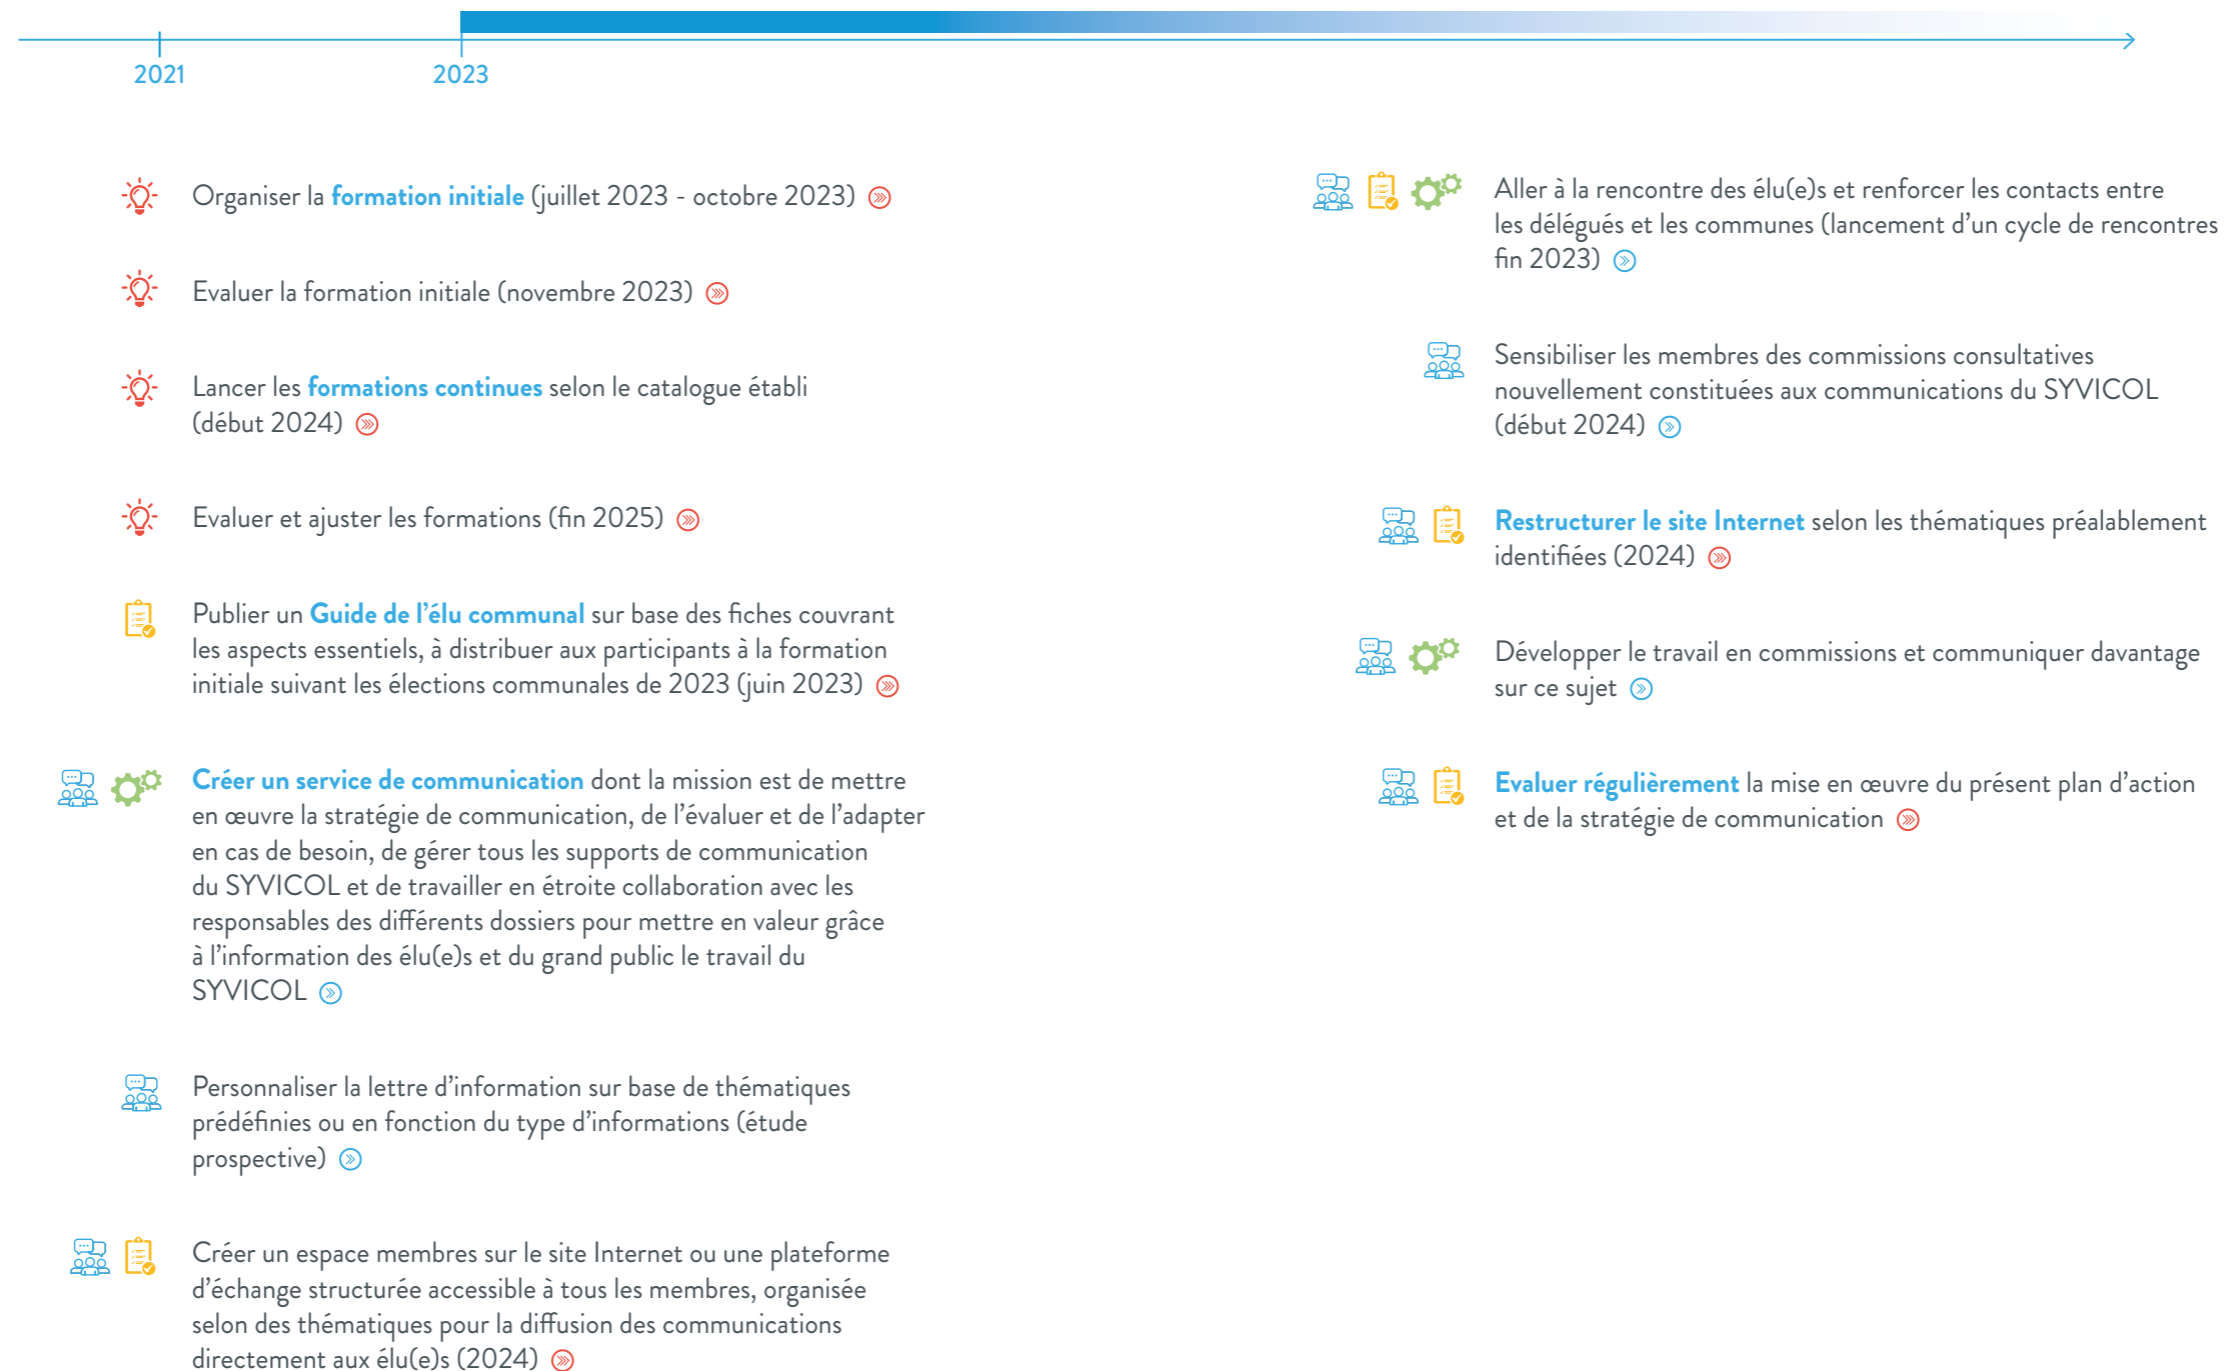 2021
2023
Organiser la formation initiale (juillet 2023 - octobre 2023)
Evaluer la formation initiale (novembre 2023)
Lancer les formations continues selon le catalogue établi
(début 2024)
Evaluer et ajuster les formations (fin 2025)
Publier un Guide de l'élu communal sur base des fiches couvrant
les aspects essentiels, à distribuer aux participants à la formation
initiale suivant les élections communales de 2023 (juin 2023)
Créer un service de communication dont la mission est de mettre
en œuvre la stratégie de communication, de l'évaluer et de l'adapter
en cas de besoin, de gérer tous les supports de communication
du SYVICOL et de travailler en étroite collaboration avec les
responsables des différents dossiers pour mettre en valeur grâce
à l'information des élu(e)s et du grand public le travail du
SYVICOL
Personnaliser la lettre d'information sur base de thématiques
prédéfinies ou en fonction du type d'informations (étude
prospective)
Créer un espace membres sur le site Internet ou une plateforme
d'échange structurée accessible à tous les membres, organisée
selon des thématiques pour la diffusion des communications
directement aux élu(e)s (2024)
Aller à la rencontre des élu(e)s et renforcer les contacts entre
les délégués et les communes (lancement d'un cycle de rencontres
fin 2023)
Sensibiliser les membres des commissions consultatives
nouvellement constituées aux communications du SYVICOL
(début 2024)
Restructurer le site Internet selon les thématiques préalablement
identifiées (2024)
Développer le travail en commissions et communiquer davantage
sur ce sujet
Evaluer régulièrement la mise en œuvre du présent plan d'action
et de la stratégie de communication